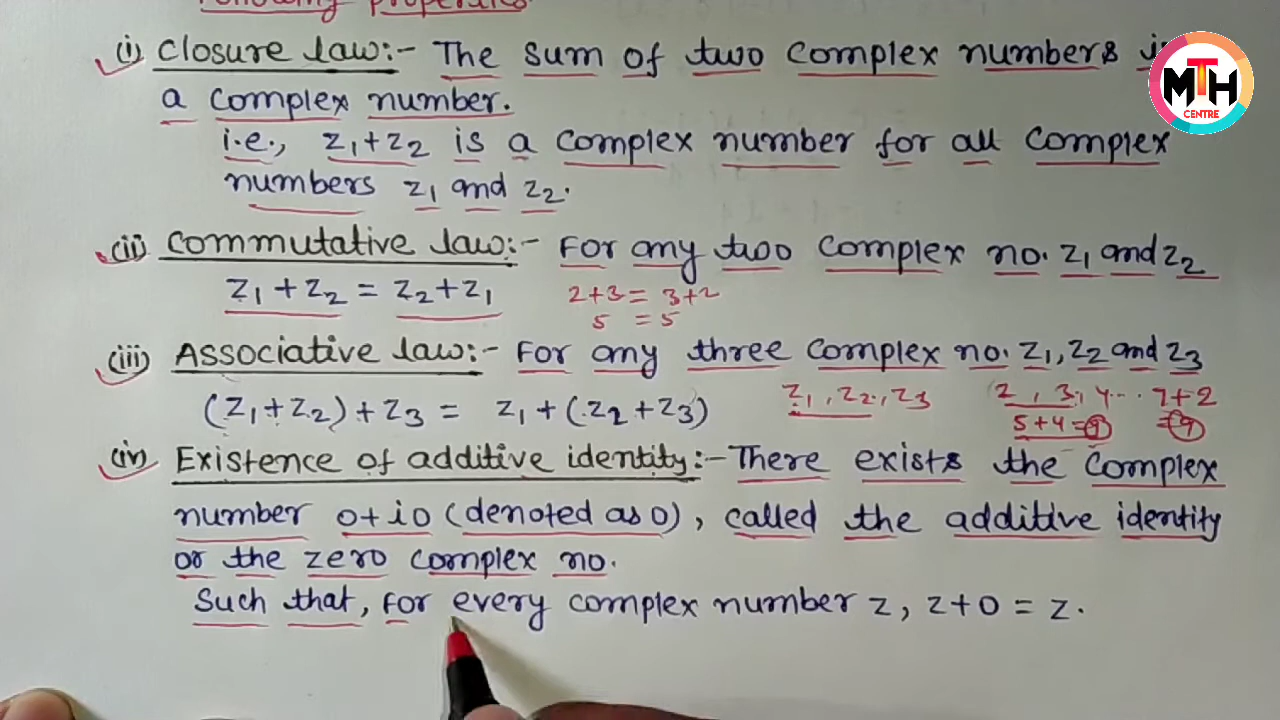 Following properties
(i) Closure law:- The sum of two complex numbers is
a complex number.
i.e., z1+z2 is a complex number for all complex
numbers z1 and z2.
(ii) Commutative law:- For any two complex no. z1 and z2
z1 + z2 = z2 + z1
2+3 = 3+2
5 = 5
(iii) Associative law:- For any three complex no. z1, z2 and z3
(z1+z2)+z3 = z1+(z2+z3)
z1, z2, z3
2, 3, 4.. 7+2
5+4=9 =9
(iv) Existence of additive identity:- There exists the complex
number 0+i0 (denoted as 0), called the additive identity
or the zero complex no.
Such that, for every complex number z, z+0 = z.
MTH
CENTRE